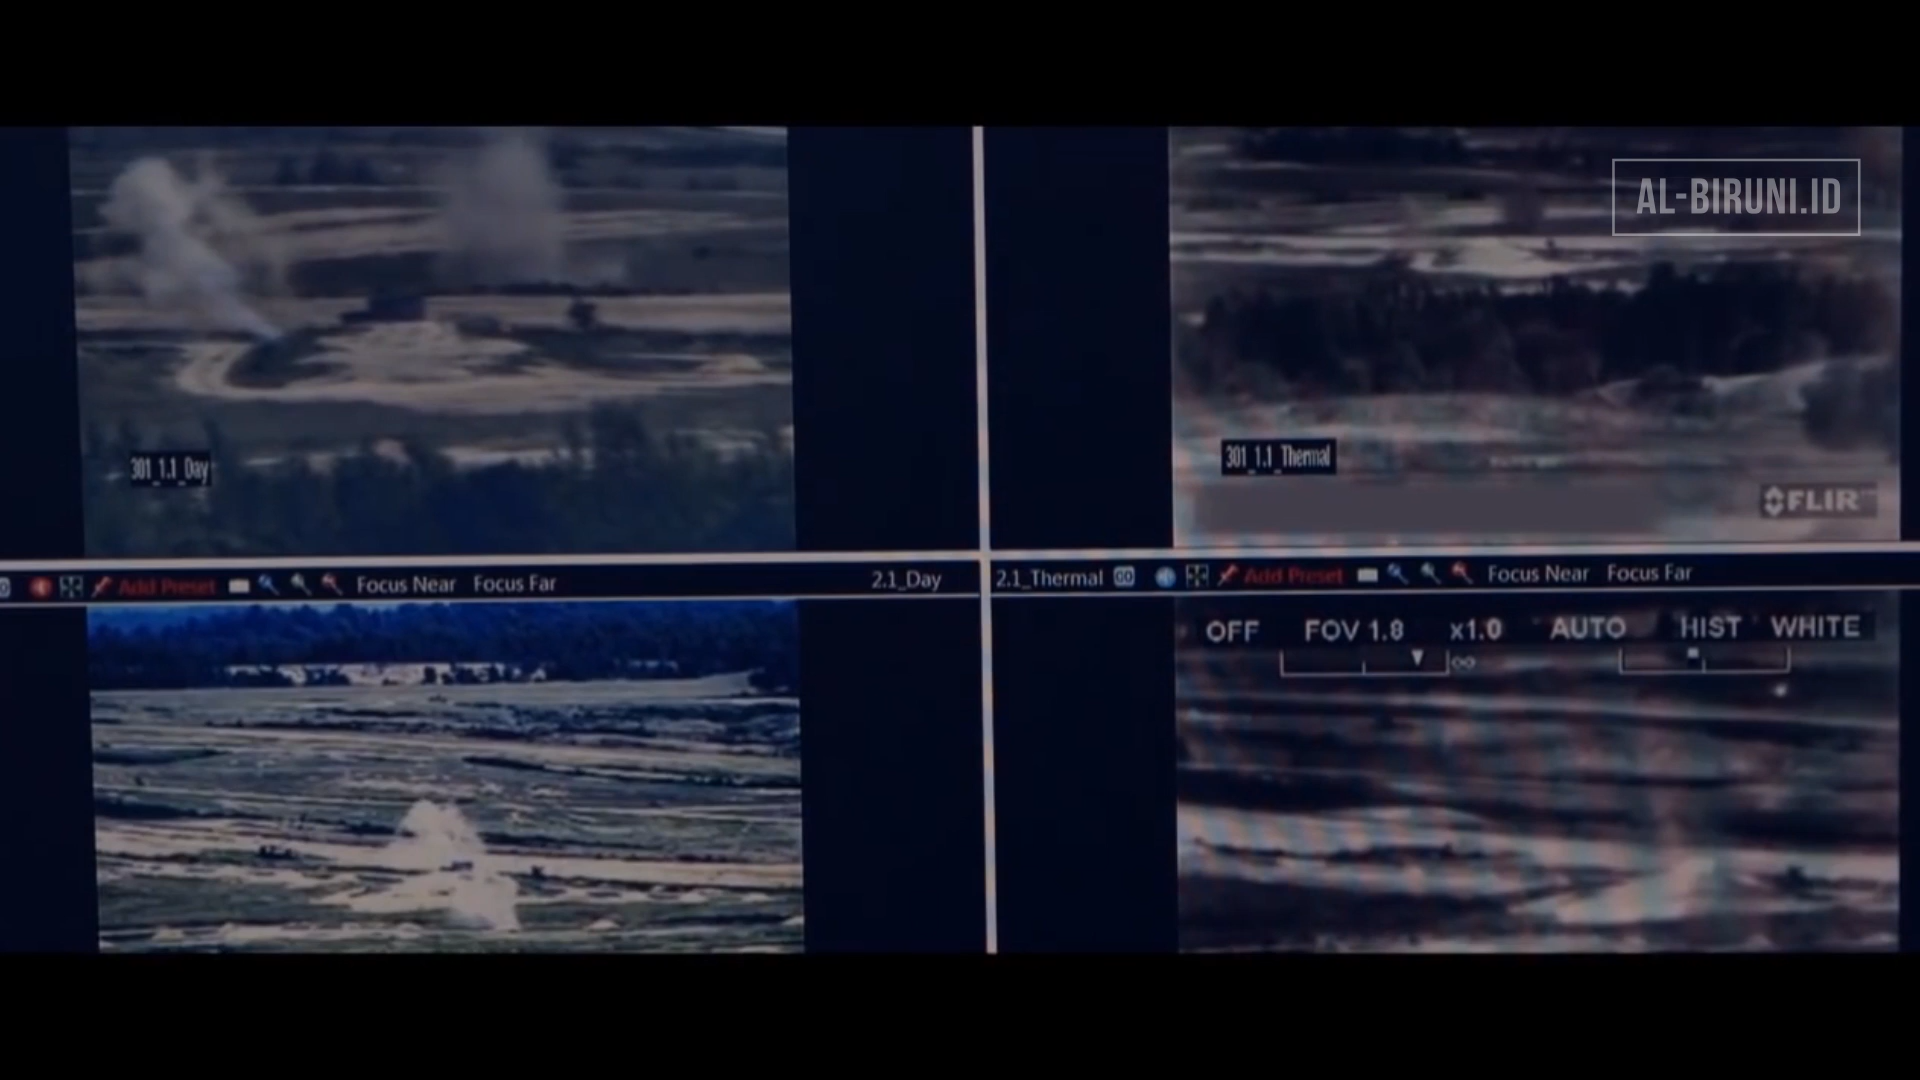 AL-BIRUNI.ID
301_1.1_Day
301_1.1_Thermal
FLIR
Add Preset Focus Near Focus Far 2.1_Day
2.1_Thermal GO Add Preset Focus Near Focus Far
OFF FOV 1.8 x1.0 AUTO HIST WHITE
∞